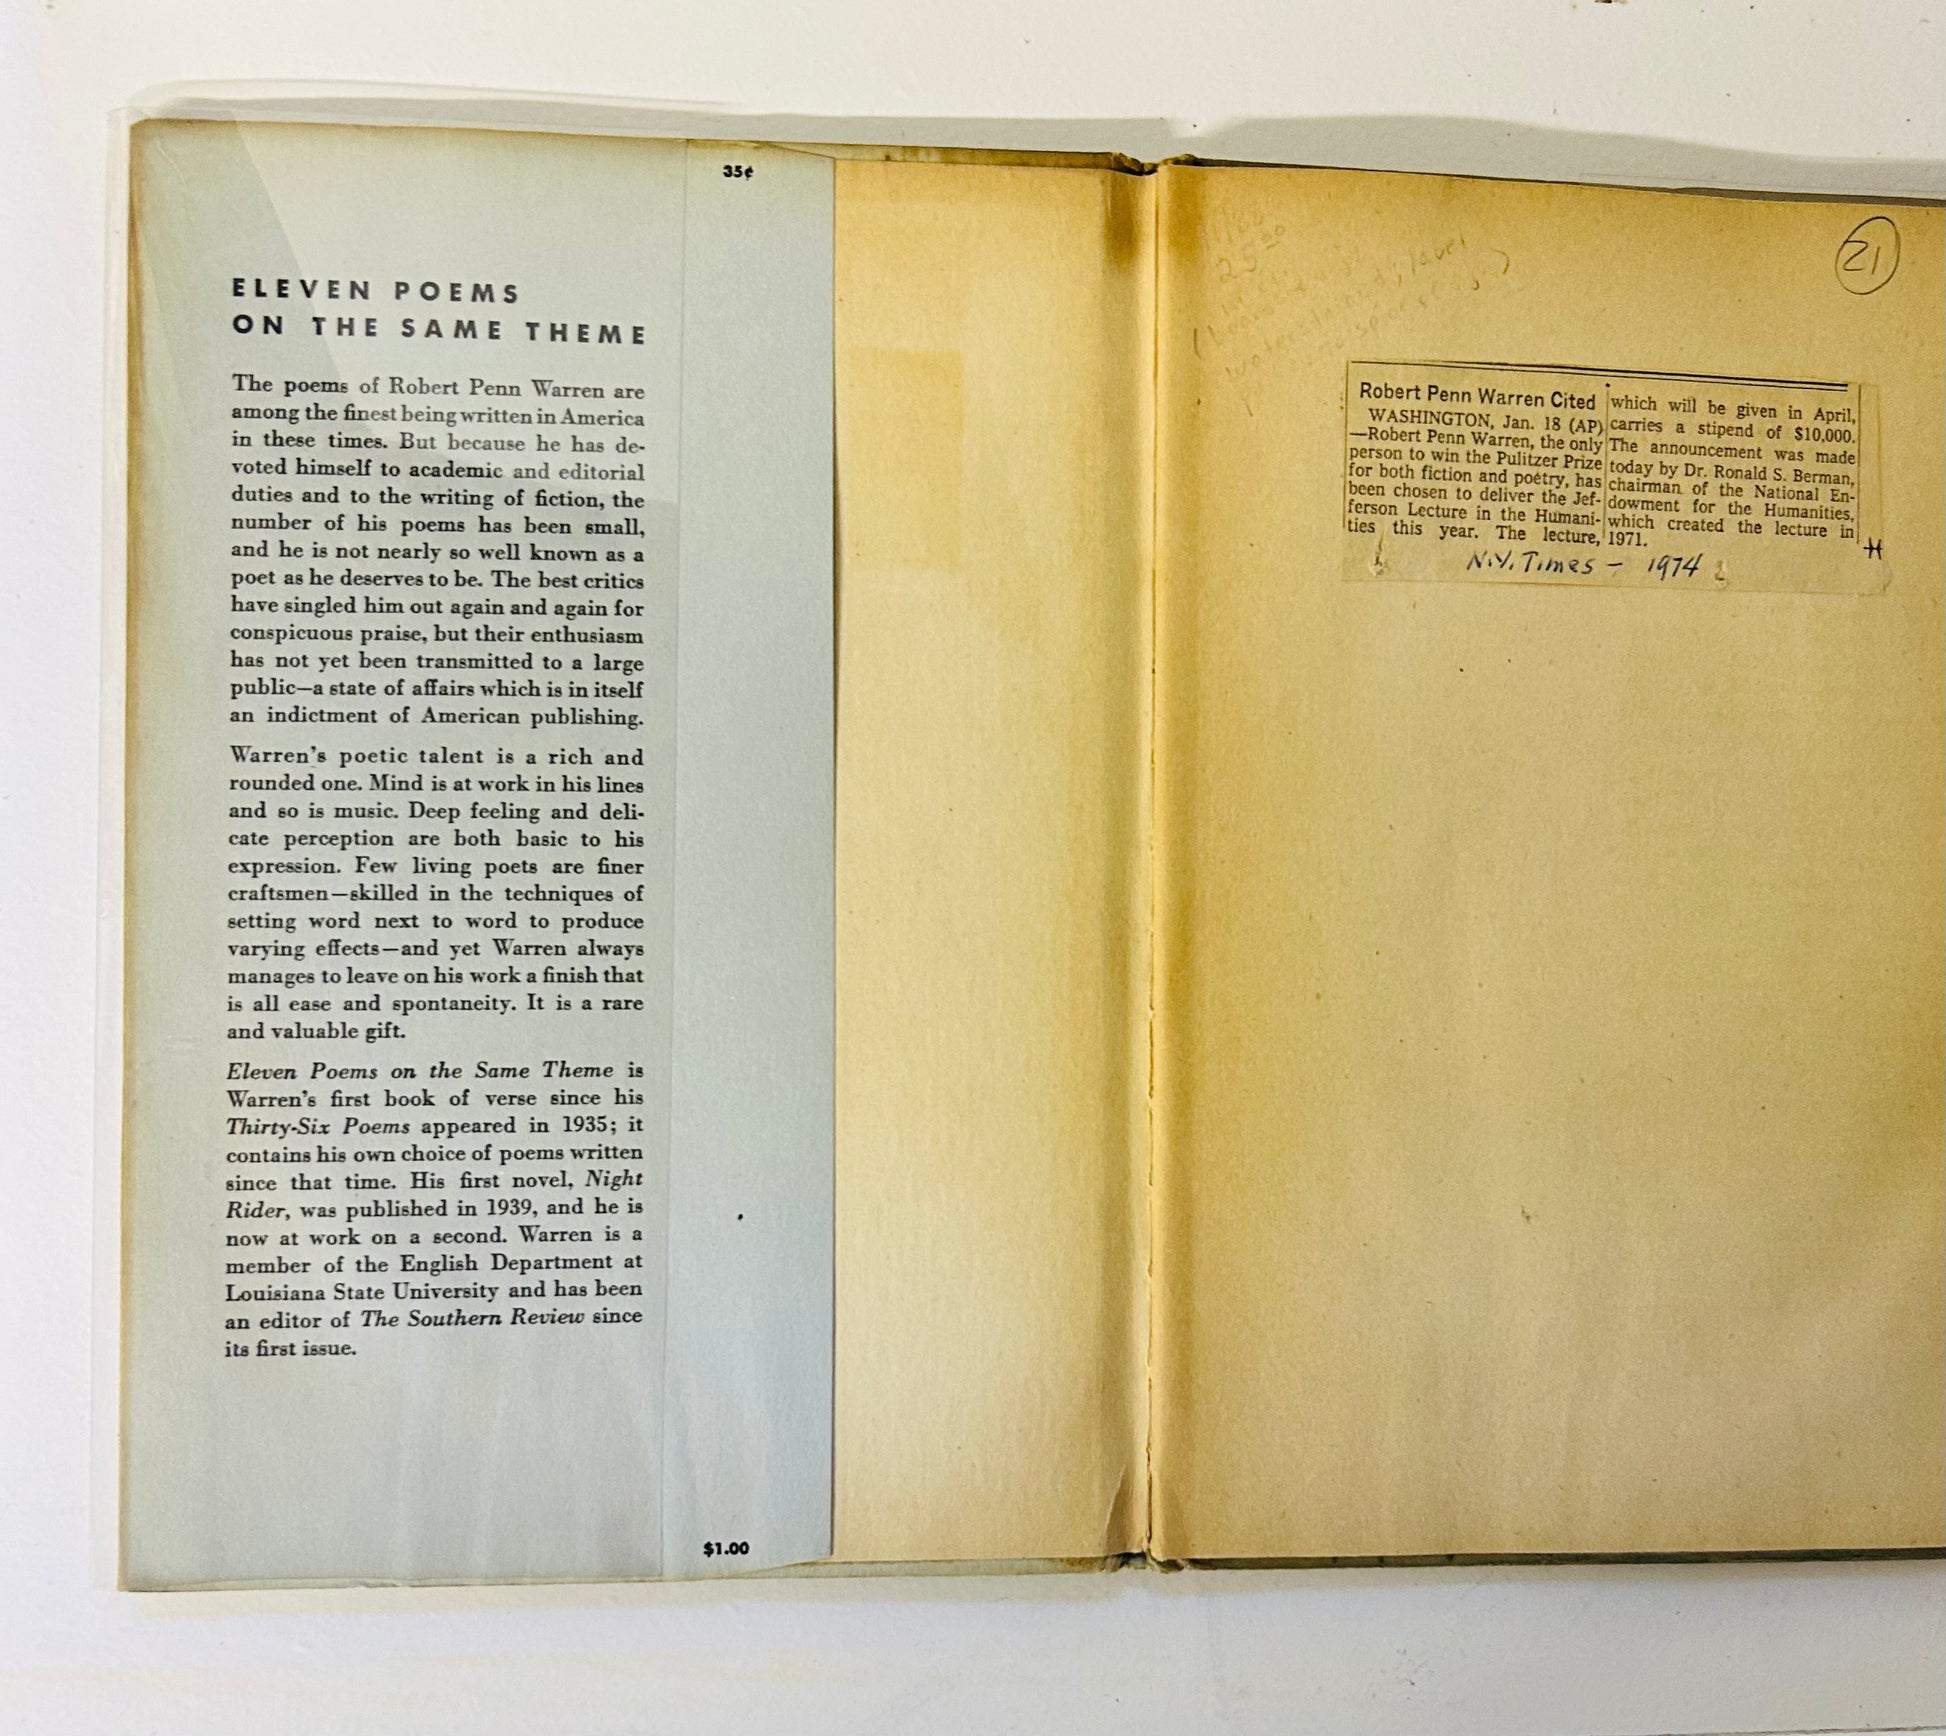 35¢
ELEVEN POEMS
ON THE SAME THEME
The poems of Robert Penn Warren are
among the finest being written in America
in these times. But because he has de-
voted himself to academic and editorial
duties and to the writing of fiction, the
number of his poems has been small,
and he is not nearly so well known as a
poet as he deserves to be. The best critics
have singled him out again and again for
conspicuous praise, but their enthusiasm
has not yet been transmitted to a large
public—a state of affairs which is in itself
an indictment of American publishing.
Warren's poetic talent is a rich and
rounded one. Mind is at work in his lines
and so is music. Deep feeling and deli-
cate perception are both basic to his
expression. Few living poets are finer
craftsmen—skilled in the techniques of
setting word next to word to produce
varying effects—and yet Warren always
manages to leave on his work a finish that
is all ease and spontaneity. It is a rare
and valuable gift.
Eleven Poems on the Same Theme is
Warren's first book of verse since his
Thirty-Six Poems appeared in 1935; it
contains his own choice of poems written
since that time. His first novel, Night
Rider, was published in 1939, and he is
now at work on a second. Warren is a
member of the English Department at
Louisiana State University and has been
an editor of The Southern Review since
its first issue.
$1.00
21
25.00
Robert Penn Warren Cited
WASHINGTON, Jan. 18 (AP)
—Robert Penn Warren, the only
person to win the Pulitzer Prize
for both fiction and poetry, has
been chosen to deliver the Jef-
ferson Lecture in the Humani-
ties this year. The lecture,
which will be given in April,
carries a stipend of $10,000.
The announcement was made
today by Dr. Ronald S. Berman,
chairman of the National En-
dowment for the Humanities,
which created the lecture in
1971.
N.Y. Times — 1974